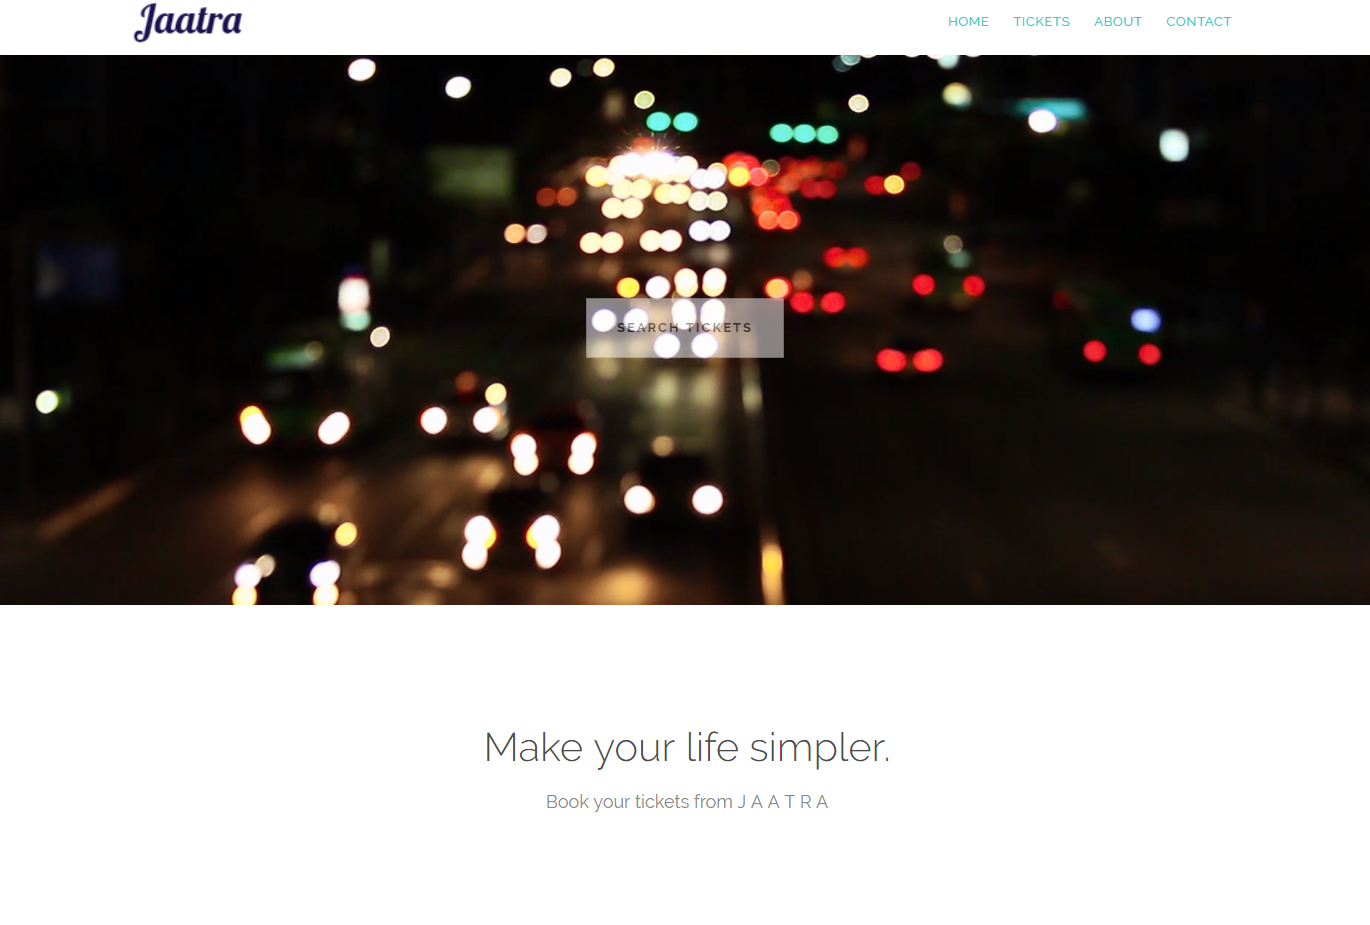 Jaatra
HOME TICKETS ABOUT CONTACT
SEARCH TICKETS
Make your life simpler.
Book your tickets from J A A T R A